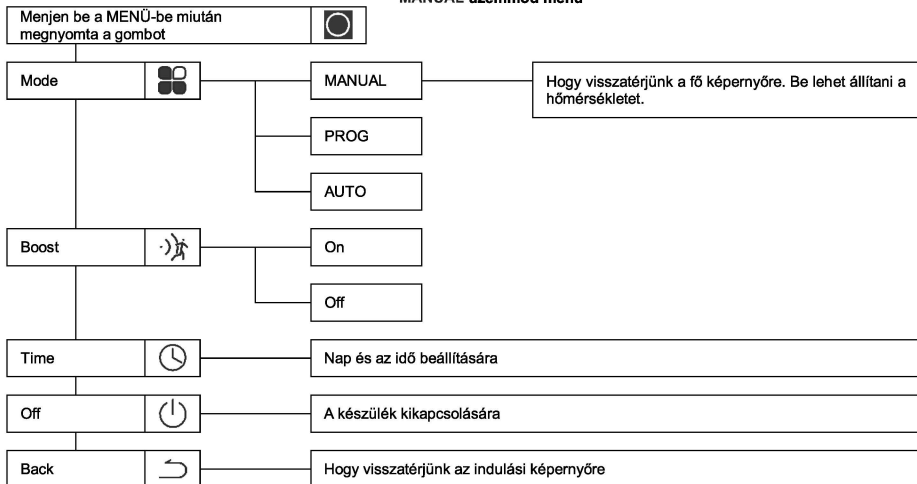 MANUAL üzemmód menü
Menjen be a MENÜ-be miután
megnyomta a gombot
Mode
MANUAL
Hogy visszatérjünk a fő képernyőre. Be lehet állítani a
hőmérsékletet.
PROG
AUTO
Boost
On
Off
Time
Nap és az idő beállítására
Off
A készülék kikapcsolására
Back
Hogy visszatérjünk az indulási képernyőre